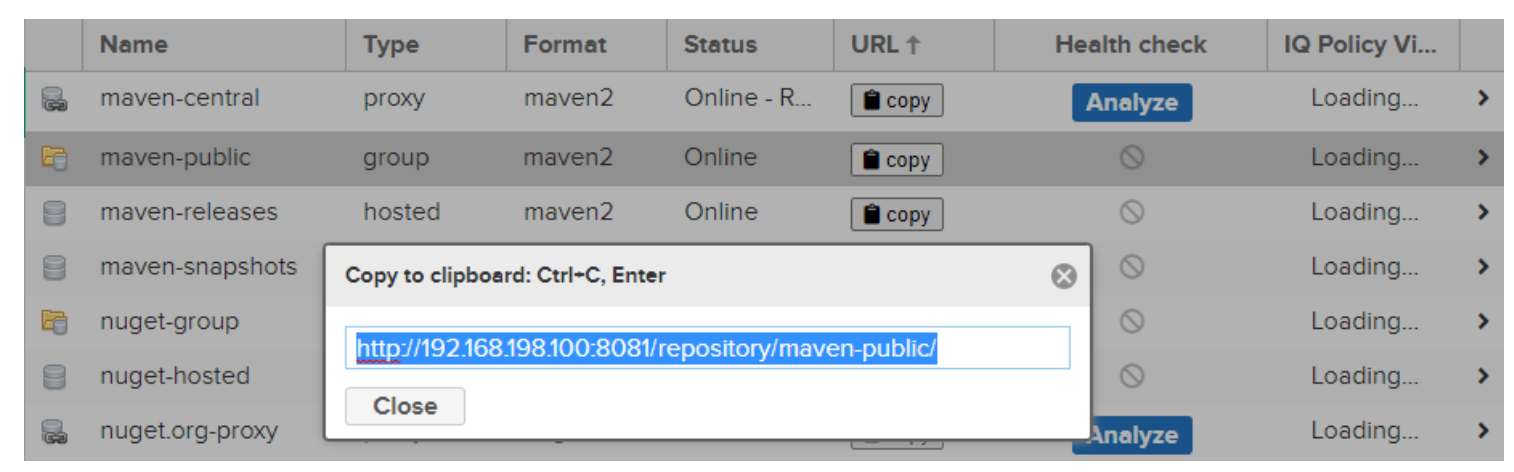 Name Type Format Status URL ↑ Health check IQ Policy Vi...
maven-central proxy maven2 Online - R... copy Analyze Loading...
maven-public group maven2 Online copy Loading...
maven-releases hosted maven2 Online copy Loading...
maven-snapshots Loading...
Copy to clipboard: Ctrl+C, Enter
nuget-group Loading...
http://192.168.198.100:8081/repository/maven-public/
nuget-hosted Loading...
Close
nuget.org-proxy Analyze Loading...